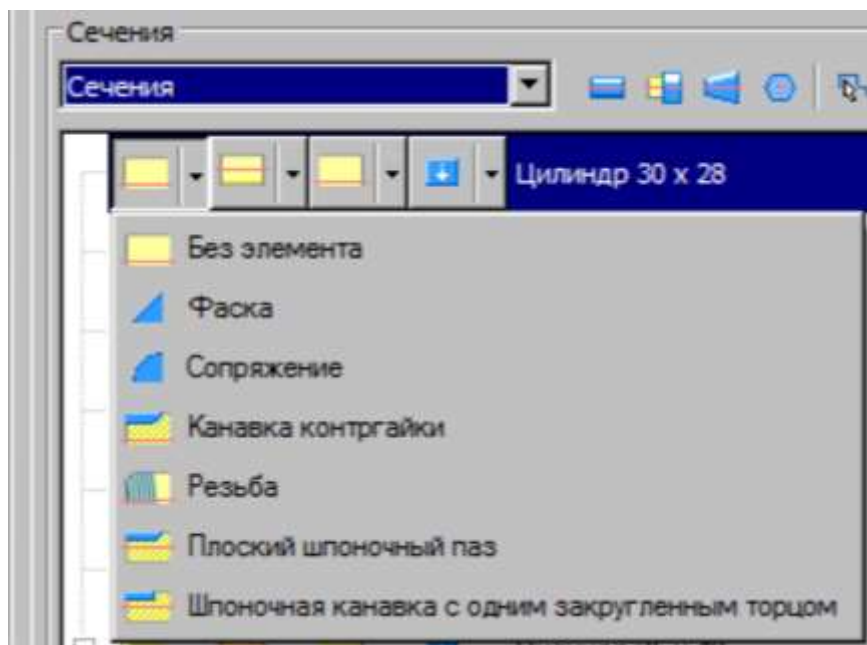 Сечения
Сечения
Цилиндр 30 x 28
Без элемента
Фаска
Сопряжение
Канавка контргайки
Резьба
Плоский шпоночный паз
Шпоночная канавка с одним закругленным торцом